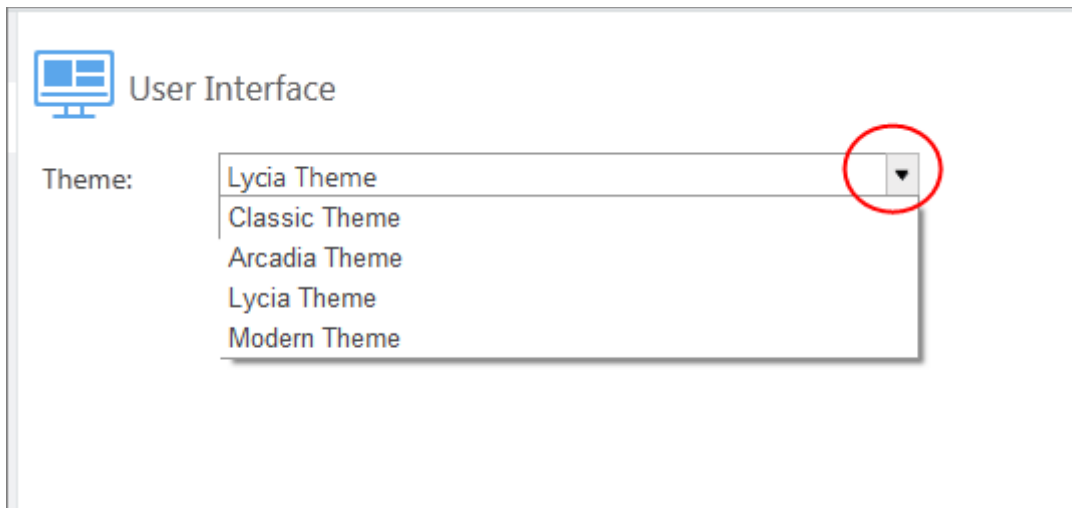 User Interface
Theme: Lycia Theme
Classic Theme
Arcadia Theme
Lycia Theme
Modern Theme